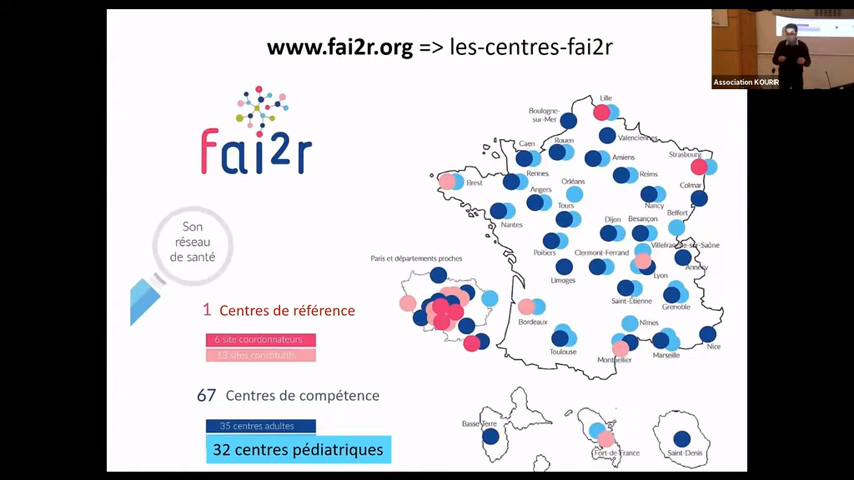 www.fai2r.org => les-centres-fai2r
Association KOURIR
fai2r
Son
réseau
de santé
1 Centres de référence
6 site coordonnateurs
13 sites constitutifs
67 Centres de compétence
35 centres adultes
32 centres pédiatriques
Lille
Boulogne-
sur-Mer
Valenciennes
Caen
Rouen
Amiens
Strasbourg
Reims
Brest
Rennes
Orléans
Colmar
Angers
Nancy
Tours
Belfort
Nantes
Dijon
Besançon
Villefranche-sur-Saône
Poitiers
Clermont-Ferrand
Annecy
Paris et départements proches
Limoges
Lyon
Saint-Étienne
Grenoble
Bordeaux
Nîmes
Toulouse
Montpellier
Marseille
Nice
Basse-Terre
Fort-de-France
Saint-Denis